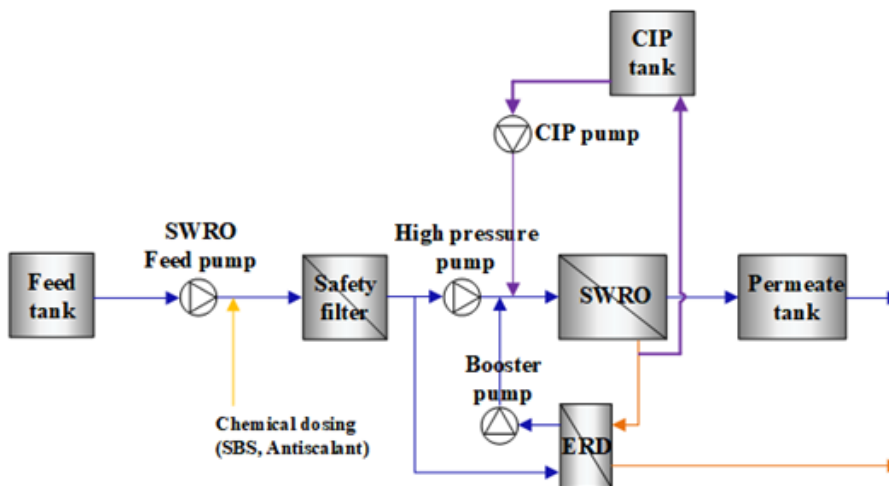 CIP
tank
CIP pump
SWRO
Feed pump
High pressure
pump
Feed
tank
Safety
filter
SWRO
Permeate
tank
Booster
pump
Chemical dosing
(SBS, Antiscalant)
ERD